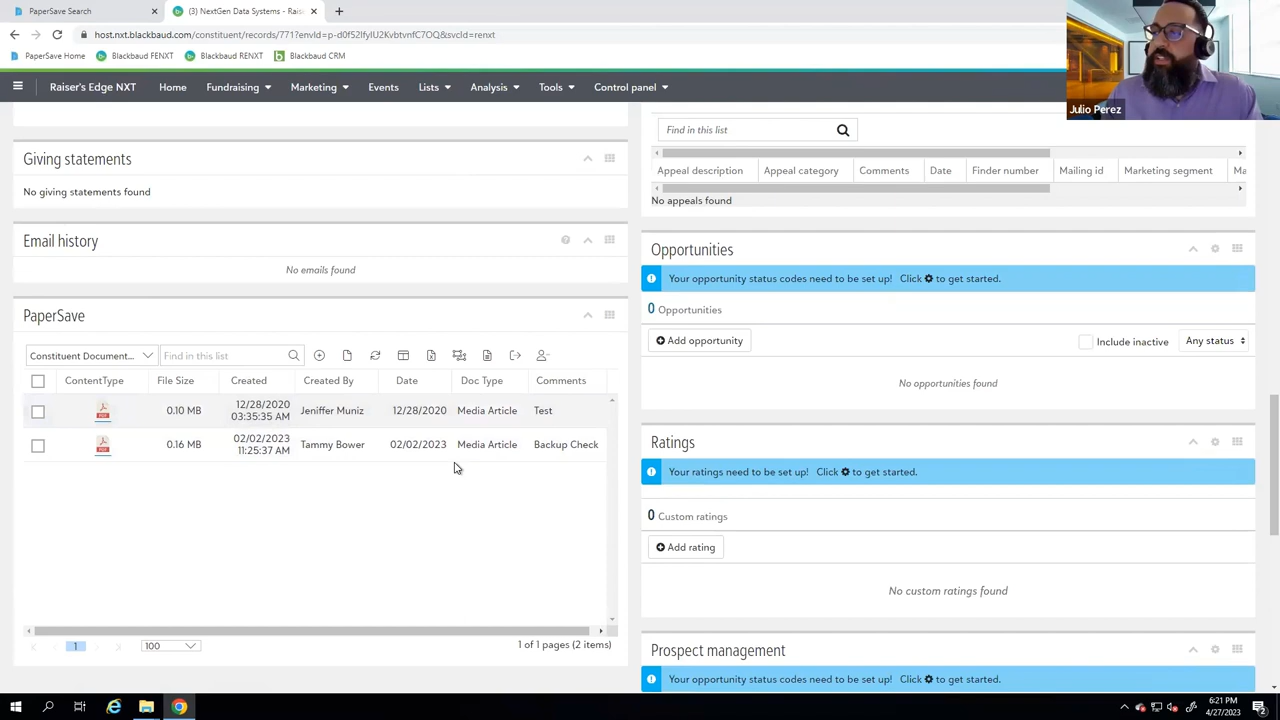 PaperSave Search
(3) NextGen Data Systems - Raise
host.nxt.blackbaud.com/constituent/records/771?envId=p-d0fS2IfyIU2KvbtvnfC7OQ&svcId=renxt
PaperSave Home
Blackbaud FENXT
Blackbaud RENXT
Blackbaud CRM
Raiser's Edge NXT
Home
Fundraising
Marketing
Events
Lists
Analysis
Tools
Control panel
Julio Perez
Giving statements
No giving statements found
Email history
No emails found
PaperSave
Constituent Document...
Find in this list
ContentType File Size Created Created By Date Doc Type Comments
PDF 0.10 MB 12/28/2020 03:35:35 AM Jeniffer Muniz 12/28/2020 Media Article Test
PDF 0.16 MB 02/02/2023 11:25:37 AM Tammy Bower 02/02/2023 Media Article Backup Check
1
100
1 of 1 pages (2 items)
Find in this list
Appeal description Appeal category Comments Date Finder number Mailing id Marketing segment Ma
No appeals found
Opportunities
Your opportunity status codes need to be set up! Click to get started.
0 Opportunities
Add opportunity
Include inactive
Any status
No opportunities found
Ratings
Your ratings need to be set up! Click to get started.
0 Custom ratings
Add rating
No custom ratings found
Prospect management
Your opportunity status codes need to be set up! Click to get started.
6:21 PM
4/27/2023
2